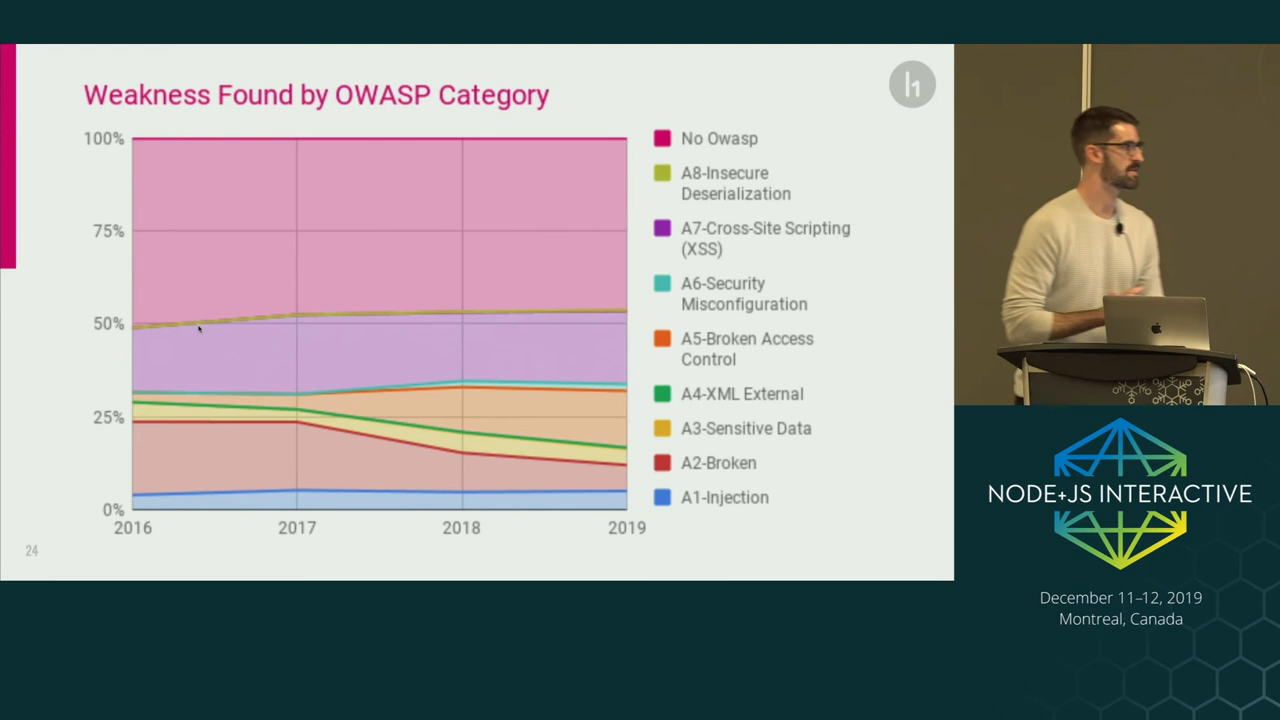 Weakness Found by OWASP Category
h1
100%
75%
50%
25%
0%
2016 2017 2018 2019
No Owasp
A8-Insecure
Deserialization
A7-Cross-Site Scripting
(XSS)
A6-Security
Misconfiguration
A5-Broken Access
Control
A4-XML External
A3-Sensitive Data
A2-Broken
A1-Injection
24
NODE+JS INTERACTIVE
December 11–12, 2019
Montreal, Canada